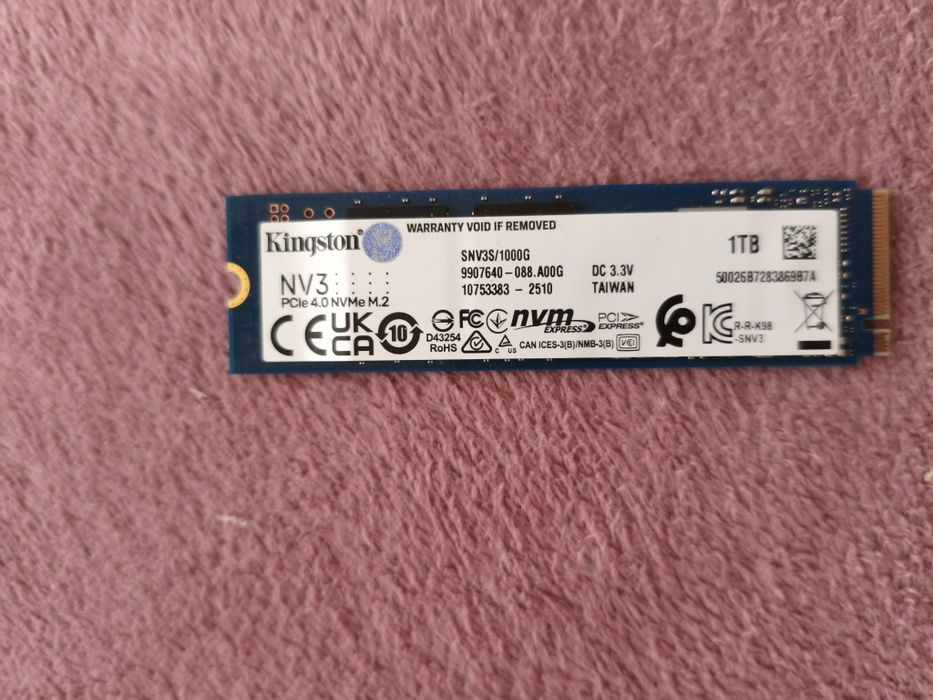 WARRANTY VOID IF REMOVED
Kingston
NV3
PCIe 4.0 NVMe M.2
SNV3S/1000G
9907640-088.A00G
10753383 - 2510
DC 3.3V
TAIWAN
1TB
50026B728386987A
CE
UK
CA
10
D43254
RoHS
FC
nvm
EXPRESS
PCI
EXPRESS®
C US
CAN ICES-3(B)/NMB-3(B)
VCI
R-R-K98
-SNV3